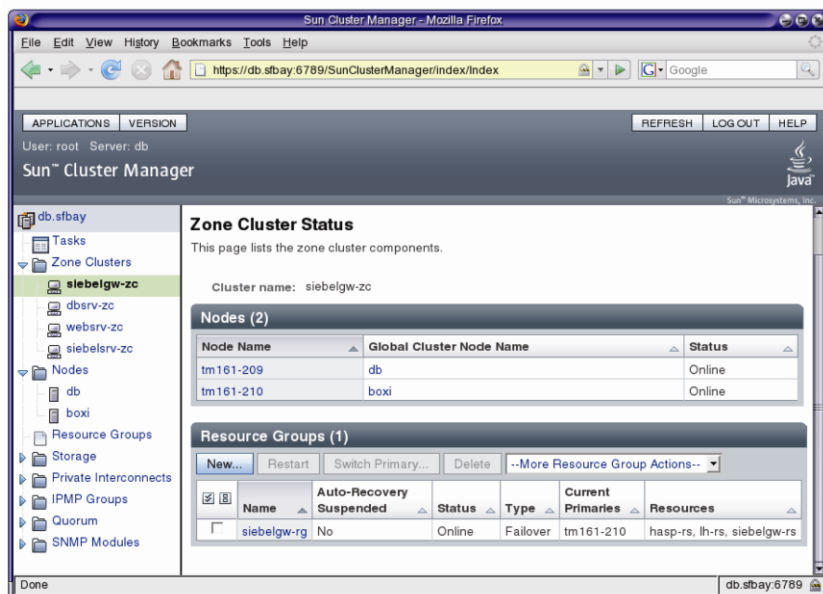 Sun Cluster Manager - Mozilla Firefox
File Edit View History Bookmarks Tools Help
https://db.sfbay:6789/SunClusterManager/index/Index
G Google
APPLICATIONS VERSION
REFRESH LOG OUT HELP
User: root Server: db
Sun™ Cluster Manager
Java
Sun™ Microsystems, Inc.
db.sfbay
Tasks
Zone Clusters
siebelgw-zc
dbsrv-zc
websrv-zc
siebelsrv-zc
Nodes
db
boxi
Resource Groups
Storage
Private Interconnects
IPMP Groups
Quorum
SNMP Modules
Zone Cluster Status
This page lists the zone cluster components.
Cluster name: siebelgw-zc
Nodes (2)
Node Name Global Cluster Node Name Status
tm161-209 db Online
tm161-210 boxi Online
Resource Groups (1)
New... Restart Switch Primary... Delete --More Resource Group Actions--
Name Auto-Recovery Suspended Status Type Current Primaries Resources
siebelgw-rg No Online Failover tm161-210 hasp-rs, lh-rs, siebelgw-rs
Done
db.sfbay:6789